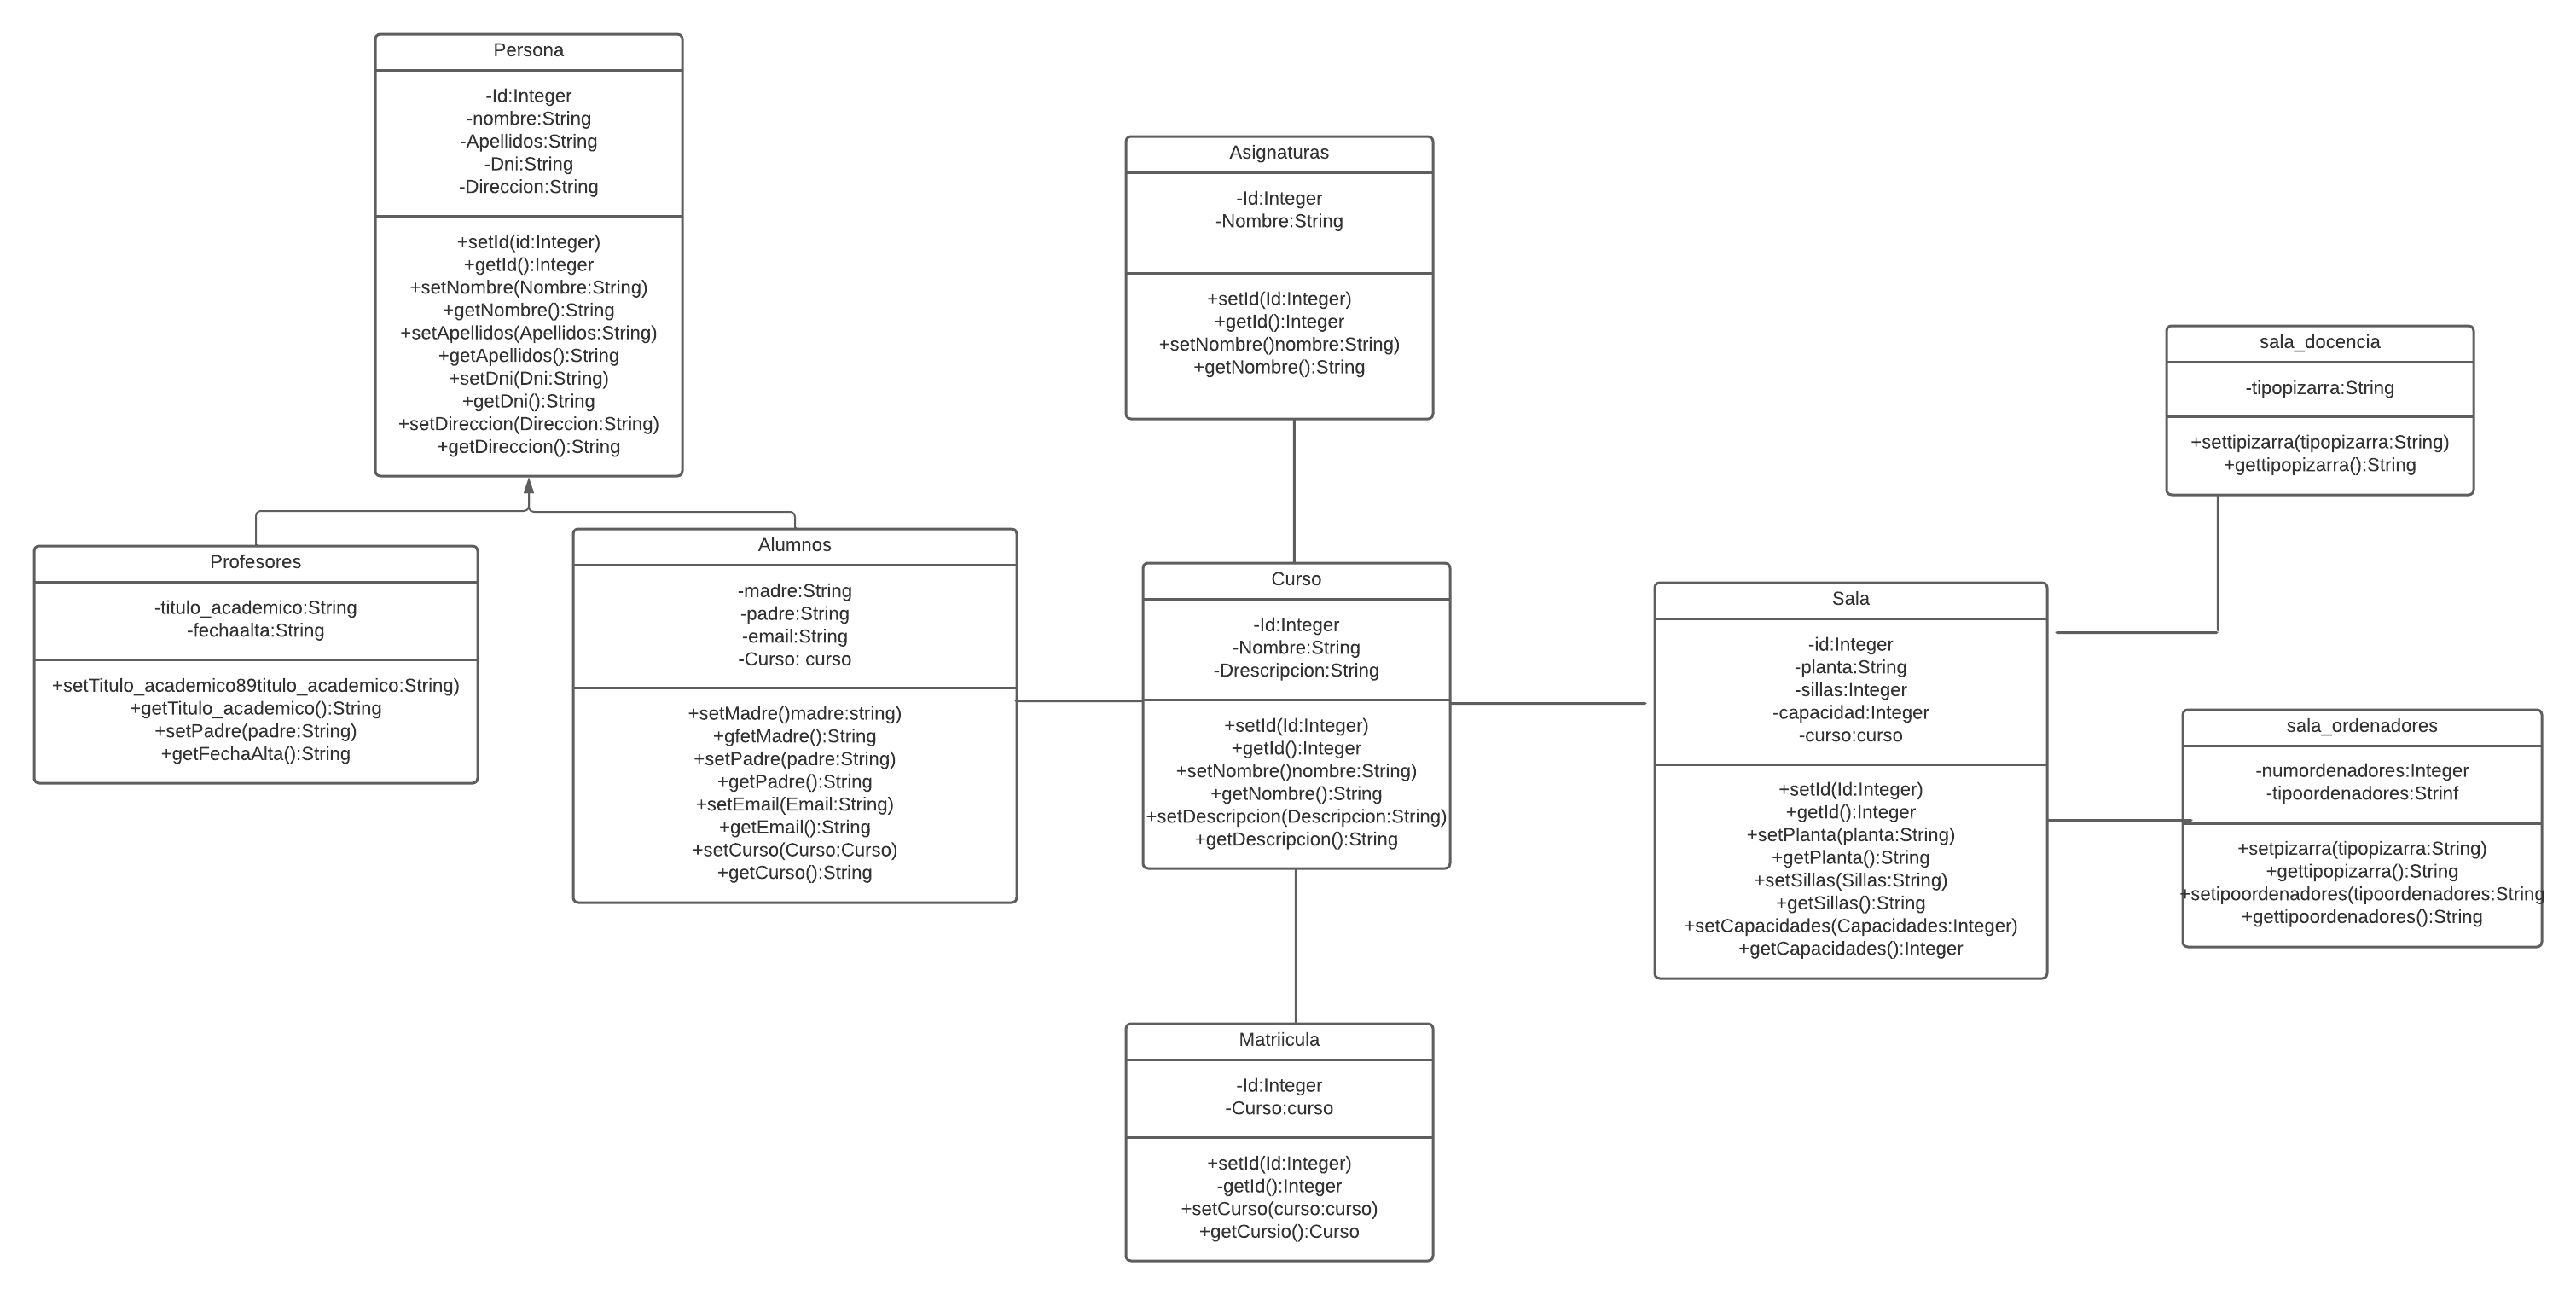 Persona
-Id:Integer
-nombre:String
-Apellidos:String
-Dni:String
-Direccion:String
+setId(id:Integer)
+getId():Integer
+setNombre(Nombre:String)
+getNombre():String
+setApellidos(Apellidos:String)
+getApellidos():String
+setDni(Dni:String)
+getDni():String
+setDireccion(Direccion:String)
+getDireccion():String
Profesores
-titulo_academico:String
-fechaalta:String
+setTitulo_academico89titulo_academico:String)
+getTitulo_academico():String
+setPadre(padre:String)
+getFechaAlta():String
Alumnos
-madre:String
-padre:String
-email:String
-Curso: curso
+setMadre()madre:string)
+gfetMadre():String
+setPadre(padre:String)
+getPadre():String
+setEmail(Email:String)
+getEmail():String
+setCurso(Curso:Curso)
+getCurso():String
Asignaturas
-Id:Integer
-Nombre:String
+setId(Id:Integer)
+getId():Integer
+setNombre()nombre:String)
+getNombre():String
Curso
-Id:Integer
-Nombre:String
-Drescripcion:String
+setId(Id:Integer)
+getId():Integer
+setNombre()nombre:String)
+getNombre():String
+setDescripcion(Descripcion:String)
+getDescripcion():String
Matriicula
-Id:Integer
-Curso:curso
+setId(Id:Integer)
-getId():Integer
+setCurso(curso:curso)
+getCursio():Curso
Sala
-id:Integer
-planta:String
-sillas:Integer
-capacidad:Integer
-curso:curso
+setId(Id:Integer)
+getId():Integer
+setPlanta(planta:String)
+getPlanta():String
+setSillas(Sillas:String)
+getSillas():String
+setCapacidades(Capacidades:Integer)
+getCapacidades():Integer
sala_docencia
-tipopizarra:String
+settipizarra(tipopizarra:String)
+gettipopizarra():String
sala_ordenadores
-numordenadores:Integer
-tipoordenadores:Strinf
+setpizarra(tipopizarra:String)
+gettipopizarra():String
+setipoordenadores(tipoordenadores:String
+gettipoordenadores():String